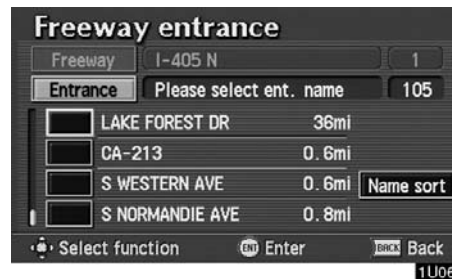 Freeway entrance
Freeway I-405 N 1
Entrance Please select ent. name 105
LAKE FOREST DR 36mi
CA-213 0.6mi
S WESTERN AVE 0.6mi Name sort
S NORMANDIE AVE 0.8mi
Select function ENT Enter BACK Back
1U06